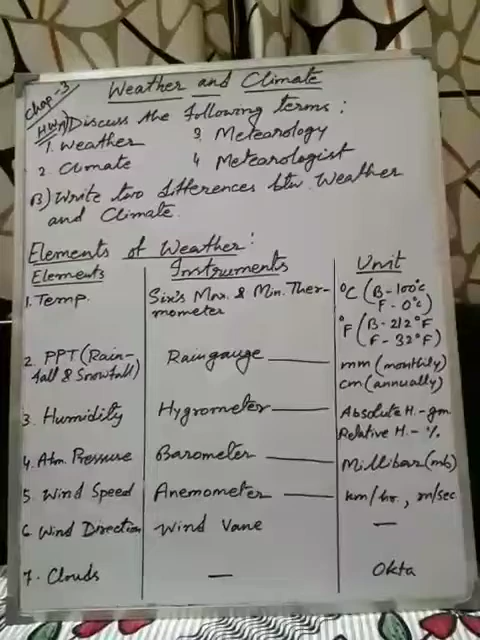 Chap-3
Weather and Climate
HW A) Discuss the following terms:
1. Weather 3 Meteorology
2. Climate 4 Meteorologist
B) Write two differences btw. Weather
and Climate.
Elements of Weather:
Elements Instruments Unit
1. Temp. Six's Max. & Min. Ther-
mometer
°C (B-100°C
F-0°C)
°F (B-212°F
F-32°F)
2. PPT (Rain-
fall & Snowfall)
Raingauge
mm (monthly)
cm (annually)
3. Humidity Hygrometer Absolute H.-gm
Relative H.-%
4. Atm. Pressure Barometer Millibar (mb)
5. Wind Speed Anemometer km/hr., m/sec
6 Wind Direction Wind Vane —
7. Clouds — Okta